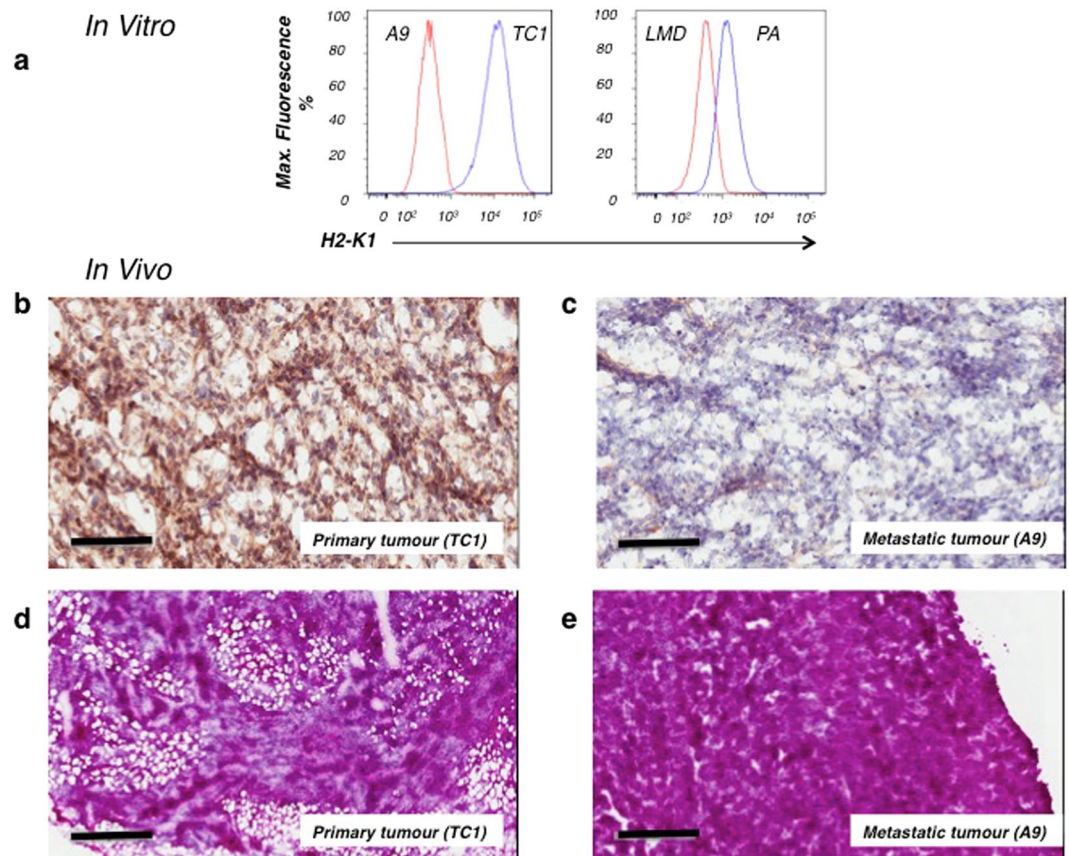 In Vitro
a
Max. Fluorescence
%
100
80
60
40
20
0
A9
TC1
0 10² 10³ 10⁴ 10⁵
100
80
60
40
20
0
LMD
PA
0 10² 10³ 10⁴ 10⁵
H2-K1
In Vivo
b
Primary tumour (TC1)
c
Metastatic tumour (A9)
d
Primary tumour (TC1)
e
Metastatic tumour (A9)